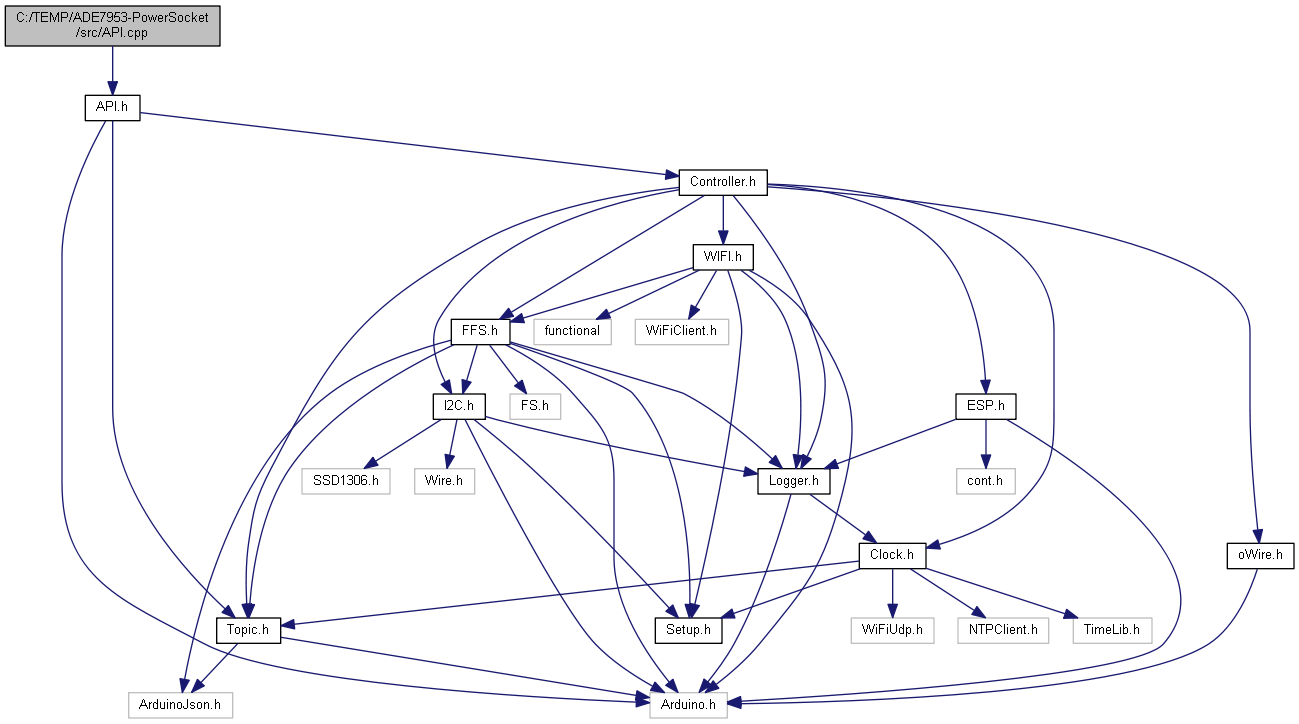 C:/TEMP/ADE7953-PowerSocket
/src/API.cpp
API.h
Controller.h
WIFI.h
FFS.h
functional
WiFiClient.h
I2C.h
FS.h
ESP.h
SSD1306.h
Wire.h
Logger.h
cont.h
Clock.h
oWire.h
Topic.h
Setup.h
WiFiUdp.h
NTPClient.h
TimeLib.h
ArduinoJson.h
Arduino.h